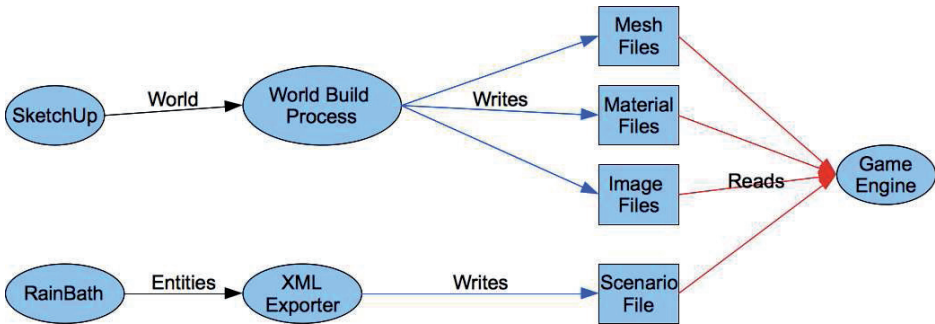 Mesh
Files
SketchUp
World
World Build
Process
Writes
Material
Files
Image
Files
Reads
Game
Engine
RainBath
Entities
XML
Exporter
Writes
Scenario
File